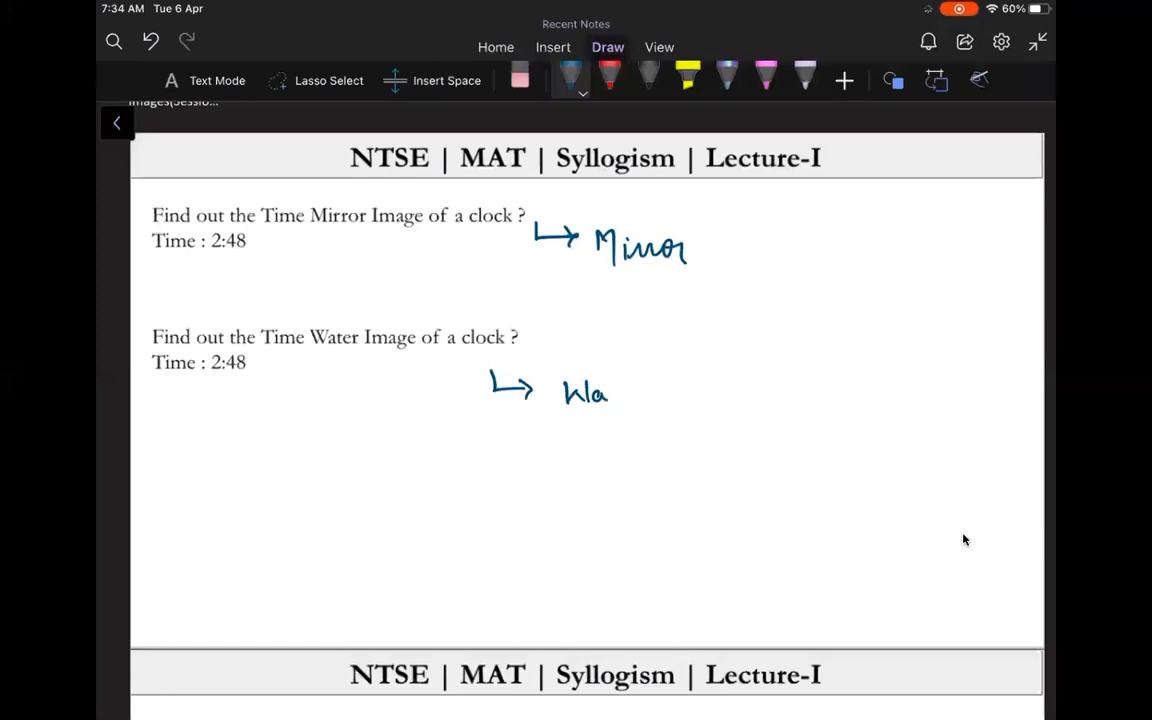 7:34 AM Tue 6 Apr
60%
Recent Notes
Home Insert Draw View
Text Mode Lasso Select Insert Space
Images(Sessio...
NTSE | MAT | Syllogism | Lecture-I
Find out the Time Mirror Image of a clock ?
Time : 2:48
Mirror
Find out the Time Water Image of a clock ?
Time : 2:48
Wa
NTSE | MAT | Syllogism | Lecture-I